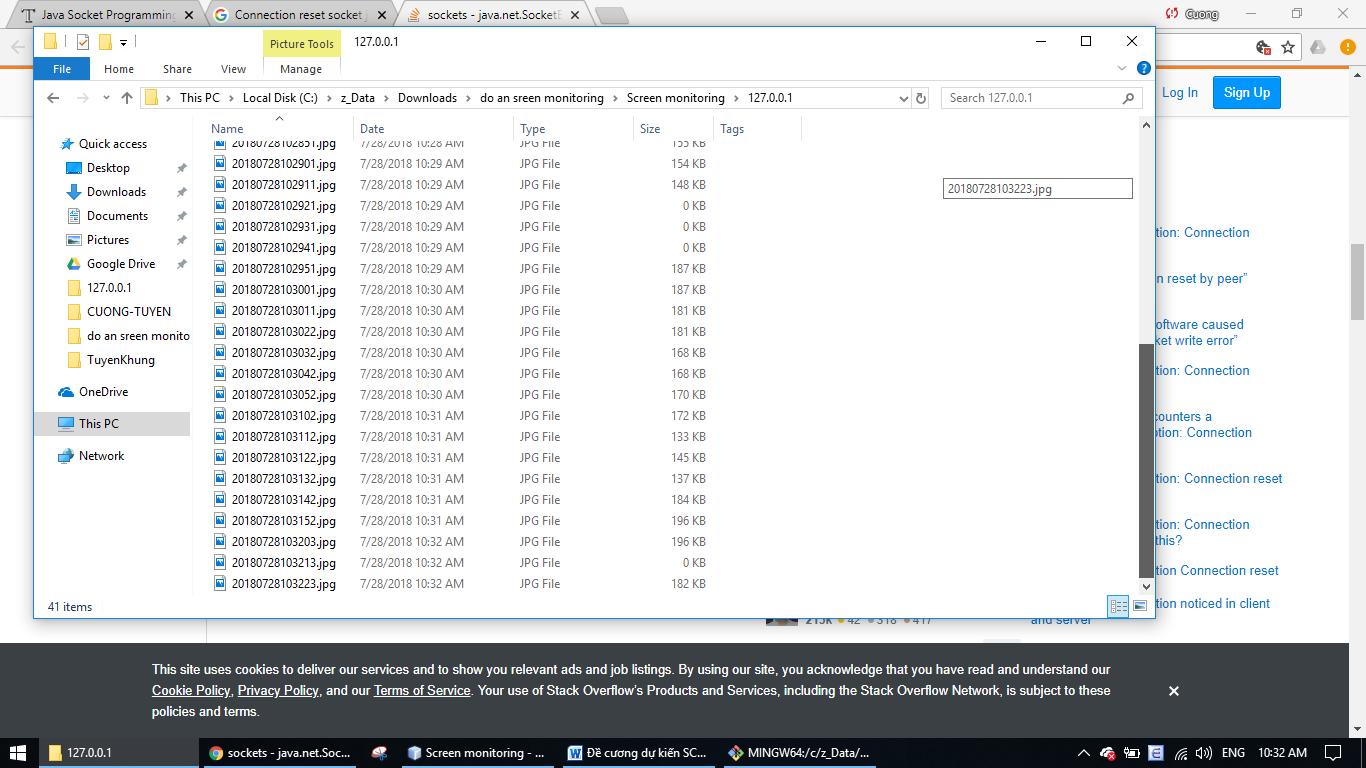 Java Socket Programming
Connection reset socket j
sockets - java.net.SocketE
Cuong
Picture Tools
127.0.0.1
File
Home
Share
View
Manage
This PC
Local Disk (C:)
z_Data
Downloads
do an sreen monitoring
Screen monitoring
127.0.0.1
Search 127.0.0.1
Log In
Sign Up
Name
Date
Type
Size
Tags
Quick access
Desktop
Downloads
Documents
Pictures
Google Drive
127.0.0.1
CUONG-TUYEN
do an sreen monito
TuyenKhung
OneDrive
This PC
Network
20180728102851.jpg 7/28/2018 10:28 AM JPG File 155 KB
20180728102901.jpg 7/28/2018 10:29 AM JPG File 154 KB
20180728102911.jpg 7/28/2018 10:29 AM JPG File 148 KB
20180728102921.jpg 7/28/2018 10:29 AM JPG File 0 KB
20180728102931.jpg 7/28/2018 10:29 AM JPG File 0 KB
20180728102941.jpg 7/28/2018 10:29 AM JPG File 0 KB
20180728102951.jpg 7/28/2018 10:29 AM JPG File 187 KB
20180728103001.jpg 7/28/2018 10:30 AM JPG File 187 KB
20180728103011.jpg 7/28/2018 10:30 AM JPG File 181 KB
20180728103022.jpg 7/28/2018 10:30 AM JPG File 181 KB
20180728103032.jpg 7/28/2018 10:30 AM JPG File 168 KB
20180728103042.jpg 7/28/2018 10:30 AM JPG File 168 KB
20180728103052.jpg 7/28/2018 10:30 AM JPG File 170 KB
20180728103102.jpg 7/28/2018 10:31 AM JPG File 172 KB
20180728103112.jpg 7/28/2018 10:31 AM JPG File 133 KB
20180728103122.jpg 7/28/2018 10:31 AM JPG File 145 KB
20180728103132.jpg 7/28/2018 10:31 AM JPG File 137 KB
20180728103142.jpg 7/28/2018 10:31 AM JPG File 184 KB
20180728103152.jpg 7/28/2018 10:31 AM JPG File 196 KB
20180728103203.jpg 7/28/2018 10:32 AM JPG File 196 KB
20180728103213.jpg 7/28/2018 10:32 AM JPG File 0 KB
20180728103223.jpg 7/28/2018 10:32 AM JPG File 182 KB
20180728103223.jpg
41 items
tion: Connection
n reset by peer"
oftware caused
ket write error"
tion: Connection
counters a
ption: Connection
tion: Connection reset
tion: Connection
this?
tion Connection reset
tion noticed in client
and server
215k 42 318 417
This site uses cookies to deliver our services and to show you relevant ads and job listings. By using our site, you acknowledge that you have read and understand our
Cookie Policy, Privacy Policy, and our Terms of Service. Your use of Stack Overflow's Products and Services, including the Stack Overflow Network, is subject to these
policies and terms.
127.0.0.1
sockets - java.net.Soc...
Screen monitoring - ...
Đề cương dự kiến SC...
MINGW64:/c/z_Data/...
ENG
10:32 AM